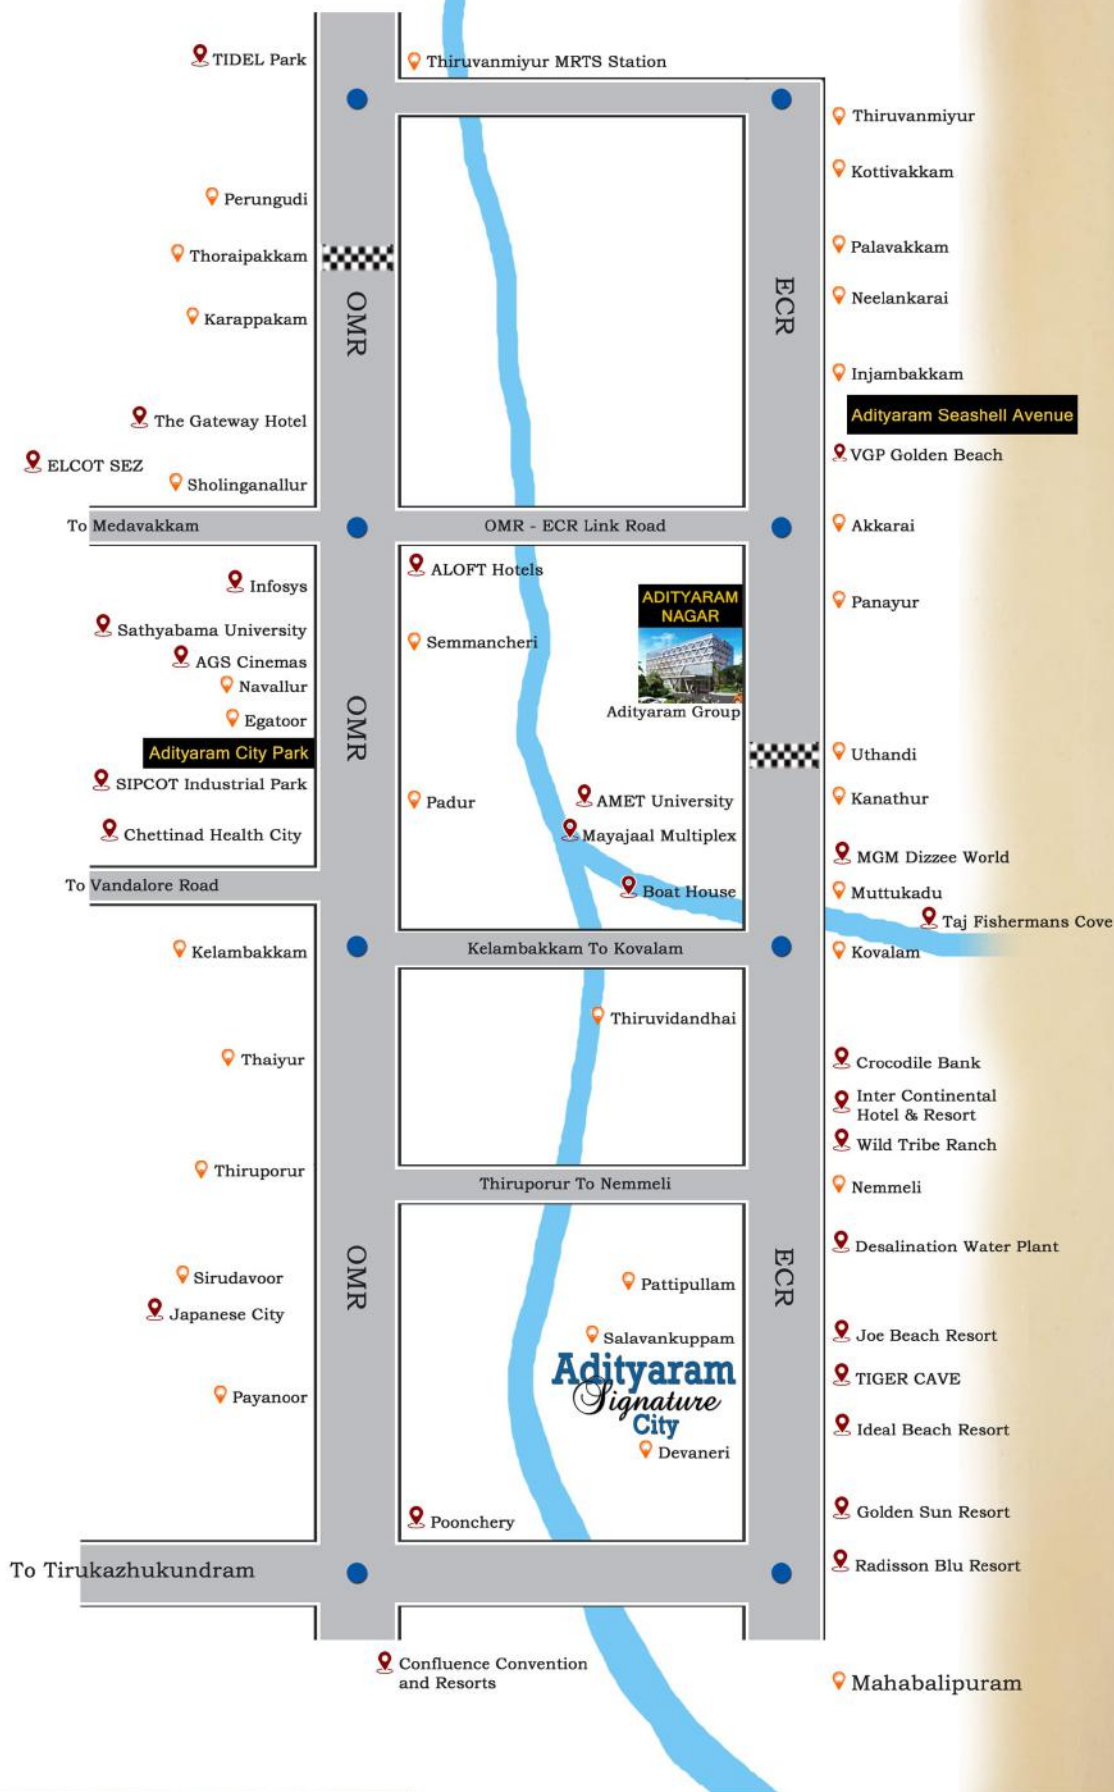 TIDEL Park
Thiruvanmiyur MRTS Station
Thiruvanmiyur
Kottivakkam
Perungudi
Palavakkam
Thoraipakkam
Neelankarai
OMR
ECR
Karappakam
Injambakkam
Adityaram Seashell Avenue
The Gateway Hotel
VGP Golden Beach
ELCOT SEZ
Sholinganallur
To Medavakkam
OMR - ECR Link Road
Akkarai
ALOFT Hotels
Infosys
ADITYARAM
NAGAR
Panayur
Sathyabama University
Semmancheri
AGS Cinemas
Navallur
Adityaram Group
Egatoor
OMR
Adityaram City Park
Uthandi
SIPCOT Industrial Park
Padur
AMET University
Kanathur
Chettinad Health City
Mayajaal Multiplex
MGM Dizzee World
To Vandalore Road
Boat House
Muttukadu
Taj Fishermans Cove
Kelambakkam
Kelambakkam To Kovalam
Kovalam
Thiruvidandhai
Thaiyur
Crocodile Bank
Inter Continental
Hotel & Resort
Wild Tribe Ranch
Thiruporur
Thiruporur To Nemmeli
Nemmeli
Desalination Water Plant
OMR
ECR
Sirudavoor
Pattipullam
Japanese City
Salavankuppam
Joe Beach Resort
Adityaram
Signature
City
TIGER CAVE
Payanoor
Ideal Beach Resort
Devaneri
Poonchery
Golden Sun Resort
To Tirukazhukundram
Radisson Blu Resort
Confluence Convention
and Resorts
Mahabalipuram